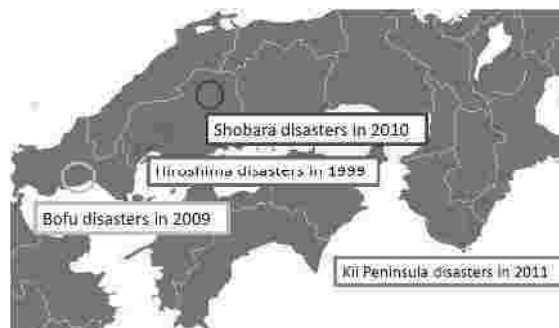 Shobara disasters in 2010
Hiroshima disasters in 1999
Bofu disasters in 2009
Kii Peninsula disasters in 2011